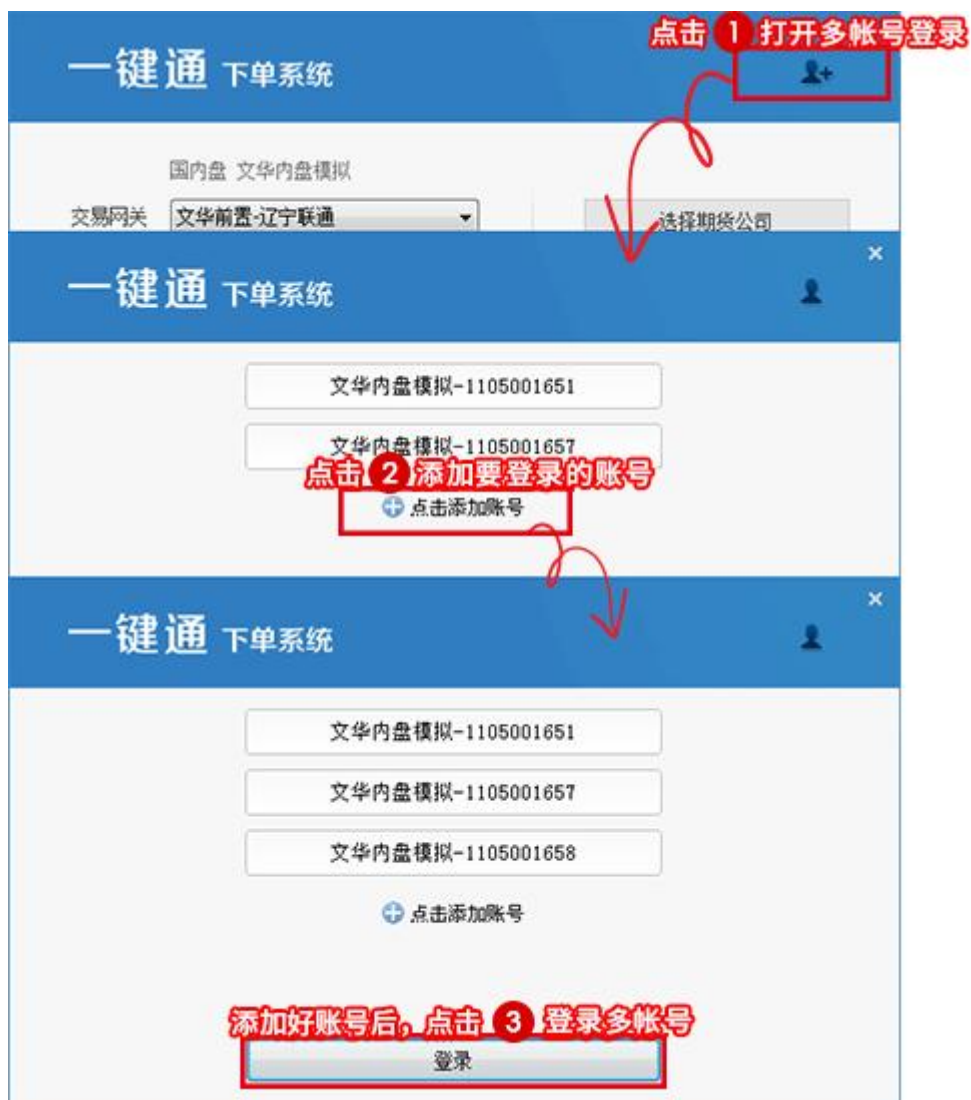 点击 1 打开多帐号登录
一键通 下单系统
国内盘 文华内盘模拟
交易网关 文华前置-辽宁联通 选择期货公司
一键通 下单系统
文华内盘模拟-1105001651
文华内盘模拟-1105001657
点击 2 添加要登录的账号
点击添加账号
一键通 下单系统
文华内盘模拟-1105001651
文华内盘模拟-1105001657
文华内盘模拟-1105001658
点击添加账号
添加好账号后，点击 3 登录多帐号
登录